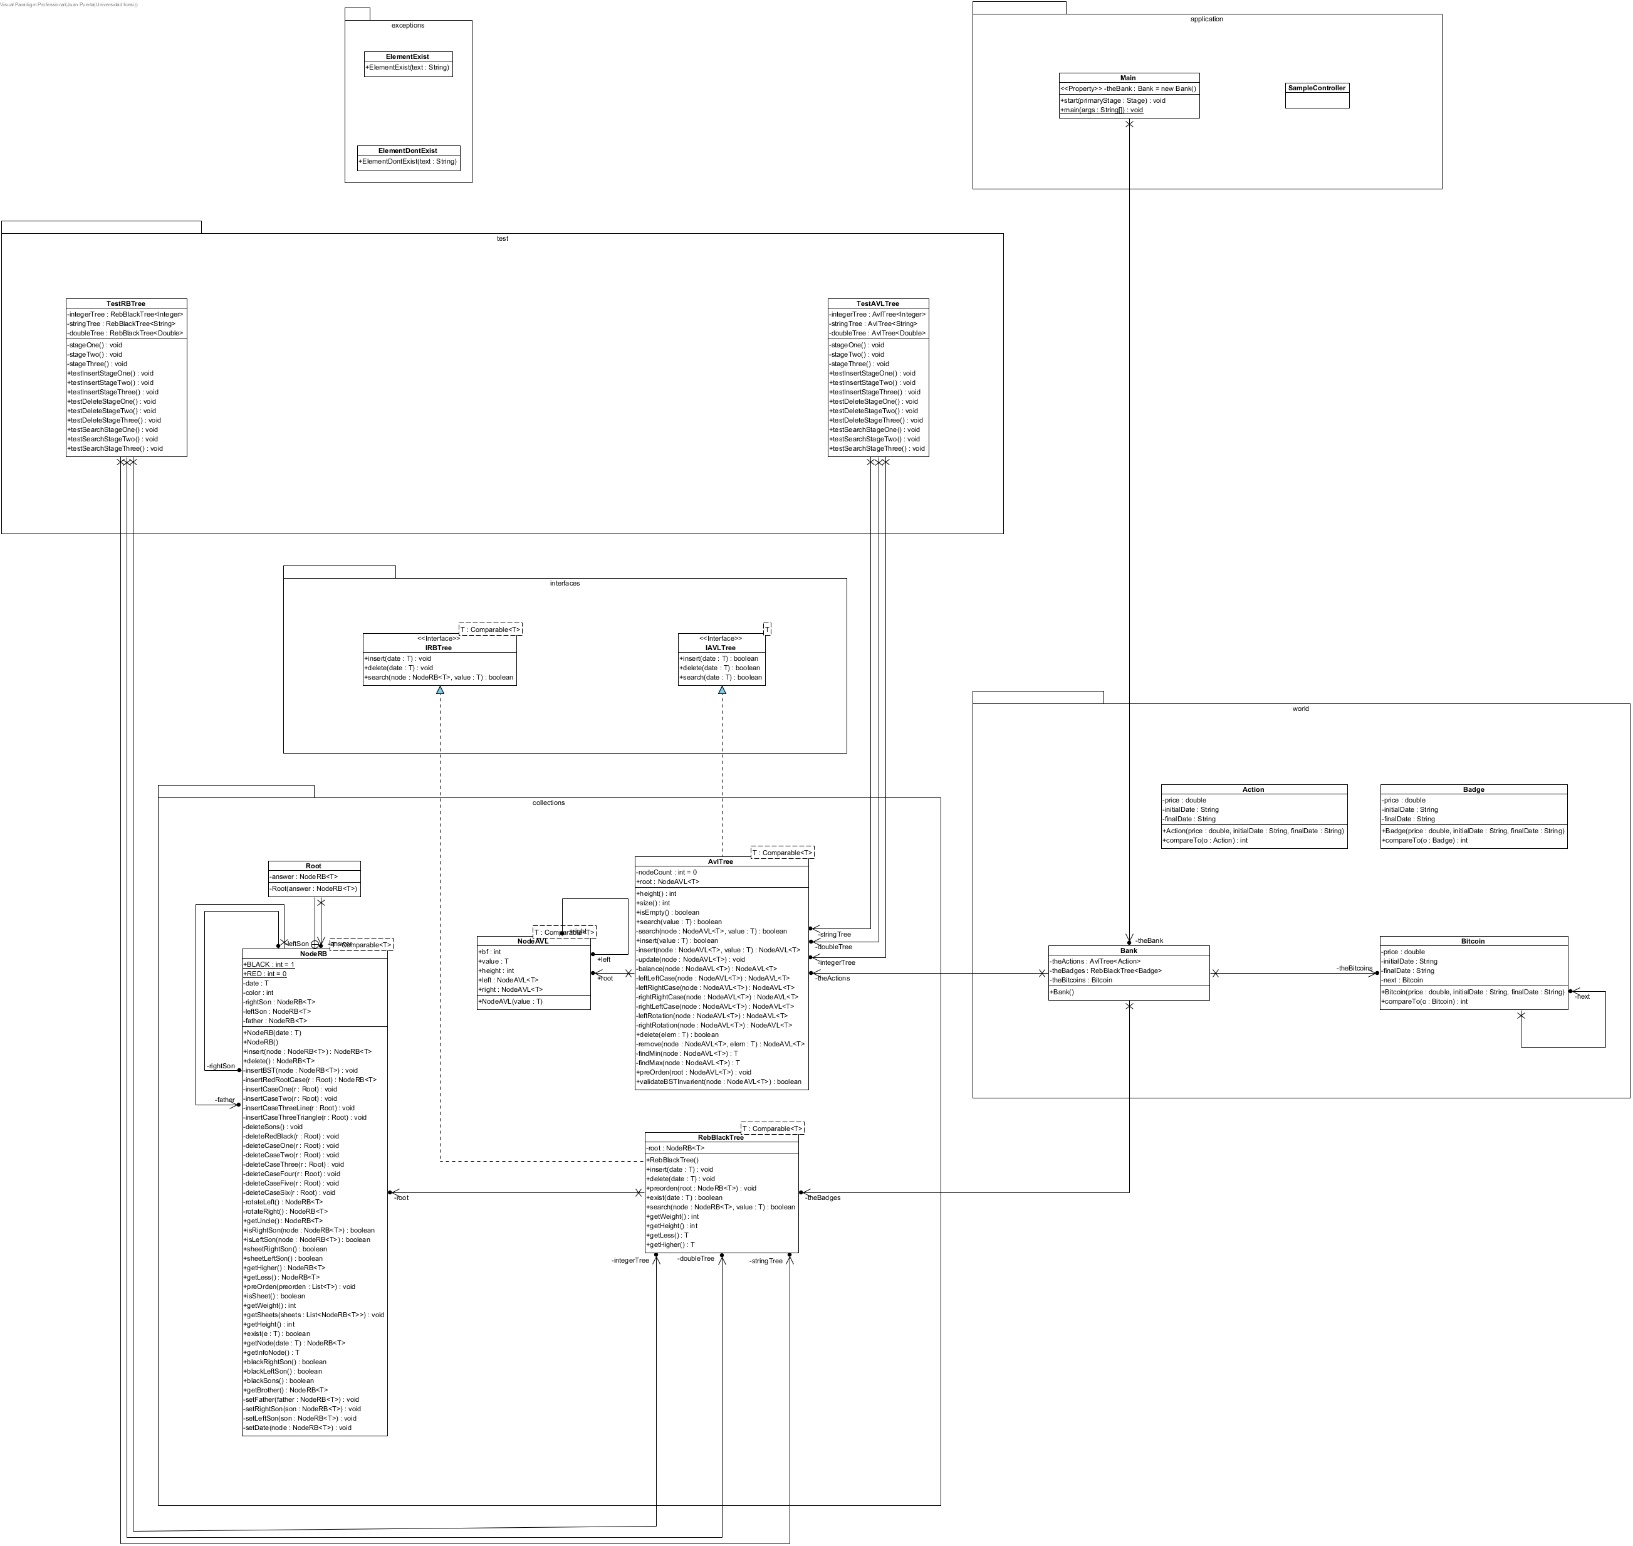 Visual Paradigm Professional(Juan Prueba(Universidad Icesi))
exceptions
ElementExist
+ElementExist(text : String)
ElementDontExist
+ElementDontExist(text : String)
application
Main
<<Property>> -theBank : Bank = new Bank()
+start(primaryStage : Stage) : void
+main(args : String[]) : void
SampleController
test
TestRBTree
-integerTree : RebBlackTree<Integer>
-stringTree : RebBlackTree<String>
-doubleTree : RebBlackTree<Double>
-stageOne() : void
-stageTwo() : void
-stageThree() : void
+testInsertStageOne() : void
+testInsertStageTwo() : void
+testInsertStageThree() : void
+testDeleteStageOne() : void
+testDeleteStageTwo() : void
+testDeleteStageThree() : void
+testSearchStageOne() : void
+testSearchStageTwo() : void
+testSearchStageThree() : void
TestAVLTree
-integerTree : AvlTree<Integer>
-stringTree : AvlTree<String>
-doubleTree : AvlTree<Double>
-stageOne() : void
-stageTwo() : void
-stageThree() : void
+testInsertStageOne() : void
+testInsertStageTwo() : void
+testInsertStageThree() : void
+testDeleteStageOne() : void
+testDeleteStageTwo() : void
+testDeleteStageThree() : void
+testSearchStageOne() : void
+testSearchStageTwo() : void
+testSearchStageThree() : void
interfaces
T : Comparable<T>
<<Interface>>
IRBTree
+insert(date : T) : void
+delete(date : T) : void
+search(node : NodeRB<T>, value : T) : boolean
T
<<Interface>>
IAVLTree
+insert(date : T) : boolean
+delete(date : T) : boolean
+search(date : T) : boolean
world
Action
-price : double
-initialDate : String
-finalDate : String
+Action(price : double, initialDate : String, finalDate : String)
+compareTo(o : Action) : int
Badge
-price : double
-initialDate : String
-finalDate : String
+Badge(price : double, initialDate : String, finalDate : String)
+compareTo(o : Badge) : int
-theBank
Bank
-theActions : AvlTree<Action>
-theBadges : RebBlackTree<Badge>
-theBitcoins : Bitcoin
+Bank()
-theBitcoins
Bitcoin
-price : double
-initialDate : String
-finalDate : String
-next : Bitcoin
+Bitcoin(price : double, initialDate : String, finalDate : String)
+compareTo(o : Bitcoin) : int
-next
collections
Root
-answer : NodeRB<T>
-Root(answer : NodeRB<T>)
-leftSon
-answer
T : Comparable<T>
NodeRB
+BLACK : int = 1
+RED : int = 0
-date : T
-color : int
-rightSon : NodeRB<T>
-leftSon : NodeRB<T>
-father : NodeRB<T>
+NodeRB(date : T)
+NodeRB()
+insert(node : NodeRB<T>) : NodeRB<T>
+delete() : NodeRB<T>
-insertBST(node : NodeRB<T>) : void
-insertRedRootCase(r : Root) : NodeRB<T>
-insertCaseOne(r : Root) : void
-insertCaseTwo(r : Root) : void
-insertCaseThreeLine(r : Root) : void
-insertCaseThreeTriangle(r : Root) : void
-deleteSons() : void
-deleteRedBlack(r : Root) : void
-deleteCaseOne(r : Root) : void
-deleteCaseTwo(r : Root) : void
-deleteCaseThree(r : Root) : void
-deleteCaseFour(r : Root) : void
-deleteCaseFive(r : Root) : void
-deleteCaseSix(r : Root) : void
-rotateLeft() : NodeRB<T>
-rotateRight() : NodeRB<T>
+getUncle() : NodeRB<T>
+isRightSon(node : NodeRB<T>) : boolean
+isLeftSon(node : NodeRB<T>) : boolean
+sheetRightSon() : boolean
+sheetLeftSon() : boolean
+getHigher() : NodeRB<T>
+getLess() : NodeRB<T>
+preOrden(preorden : List<T>) : void
+isSheet() : boolean
+getWeight() : int
+getSheets(sheets : List<NodeRB<T>>) : void
+getHeight() : int
+exist(e : T) : boolean
+getNode(date : T) : NodeRB<T>
+getInfoNode() : T
+blackRightSon() : boolean
+blackLeftSon() : boolean
+blackSons() : boolean
+getBrother() : NodeRB<T>
-setFather(father : NodeRB<T>) : void
-setRightSon(son : NodeRB<T>) : void
-setLeftSon(son : NodeRB<T>) : void
-setDate(node : NodeRB<T>) : void
-rightSon
-father
T : Comparable<T>
+right
NodeAVL
+bf : int
+value : T
+height : int
+left : NodeAVL<T>
+right : NodeAVL<T>
+NodeAVL(value : T)
+left
+root
T : Comparable<T>
AvlTree
-nodeCount : int = 0
+root : NodeAVL<T>
+height() : int
+size() : int
+isEmpty() : boolean
+search(value : T) : boolean
-search(node : NodeAVL<T>, value : T) : boolean
+insert(value : T) : boolean
-insert(node : NodeAVL<T>, value : T) : NodeAVL<T>
-update(node : NodeAVL<T>) : void
-balance(node : NodeAVL<T>) : NodeAVL<T>
-leftLeftCase(node : NodeAVL<T>) : NodeAVL<T>
-leftRightCase(node : NodeAVL<T>) : NodeAVL<T>
-rightRightCase(node : NodeAVL<T>) : NodeAVL<T>
-rightLeftCase(node : NodeAVL<T>) : NodeAVL<T>
-leftRotation(node : NodeAVL<T>) : NodeAVL<T>
-rightRotation(node : NodeAVL<T>) : NodeAVL<T>
+delete(elem : T) : boolean
-remove(node : NodeAVL<T>, elem : T) : NodeAVL<T>
-findMin(node : NodeAVL<T>) : T
-findMax(node : NodeAVL<T>) : T
+preOrden(root : NodeAVL<T>) : void
+validateBSTInvarient(node : NodeAVL<T>) : boolean
-stringTree
-doubleTree
-integerTree
-theActions
T : Comparable<T>
RebBlackTree
-root : NodeRB<T>
+RebBlackTree()
+insert(date : T) : void
+delete(date : T) : void
+preorden(root : NodeRB<T>) : void
+exist(date : T) : boolean
+search(node : NodeRB<T>, value : T) : boolean
+getWeight() : int
+getHeight() : int
+getLess() : T
+getHigher() : T
-root
-theBadges
-integerTree
-doubleTree
-stringTree